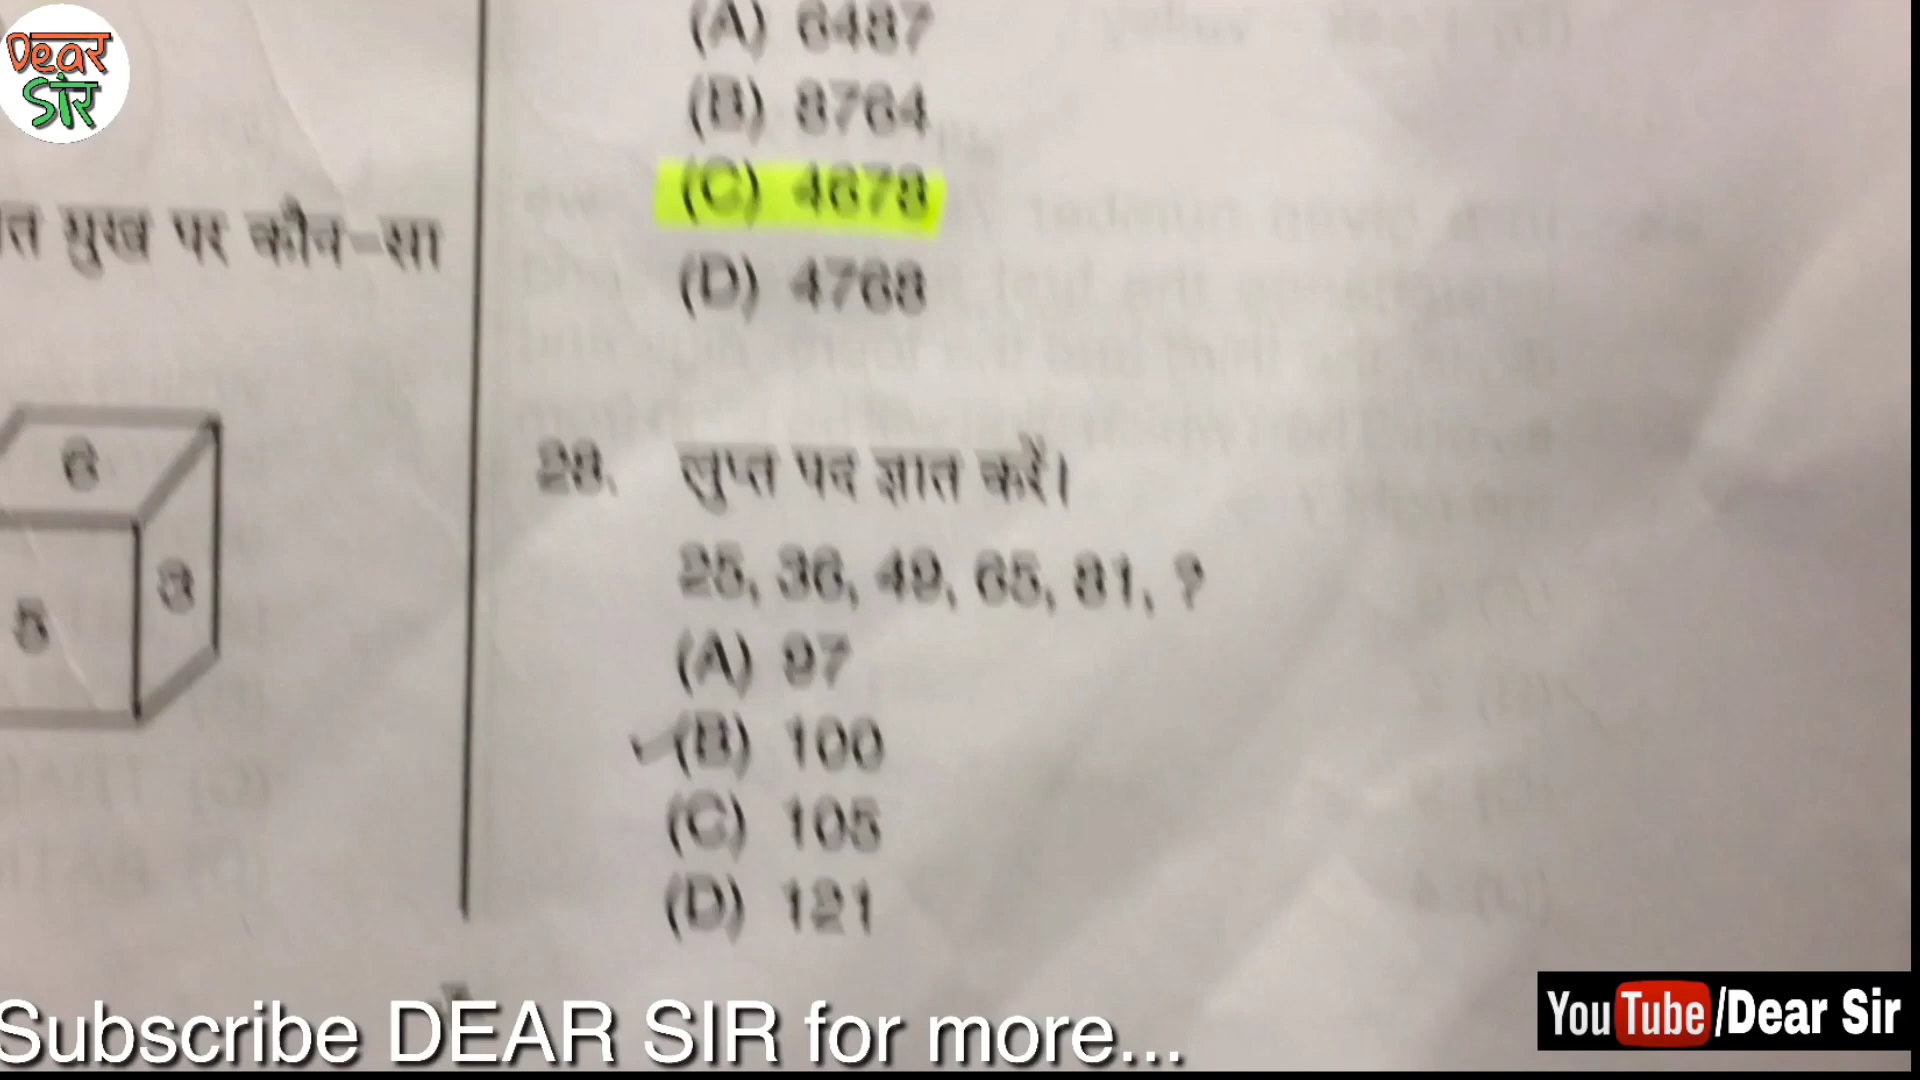 Dear
Sir
(A) 6487
(B) 8764
(C) 4678
(D) 4768
मुख पर कौन-सा
6
5
3
28. लुप्त पद ज्ञात करें।
25, 36, 49, 65, 81, ?
(A) 97
(B) 100
(C) 105
(D) 121
Subscribe DEAR SIR for more...
YouTube/Dear Sir